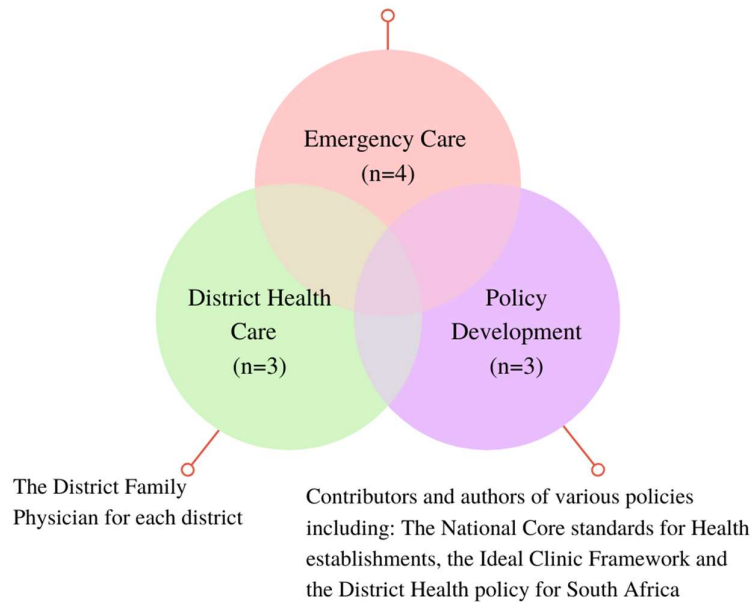 Emergency Care
(n=4)
District Health
Care
(n=3)
Policy
Development
(n=3)
The District Family
Physician for each district
Contributors and authors of various policies
including: The National Core standards for Health
establishments, the Ideal Clinic Framework and
the District Health policy for South Africa